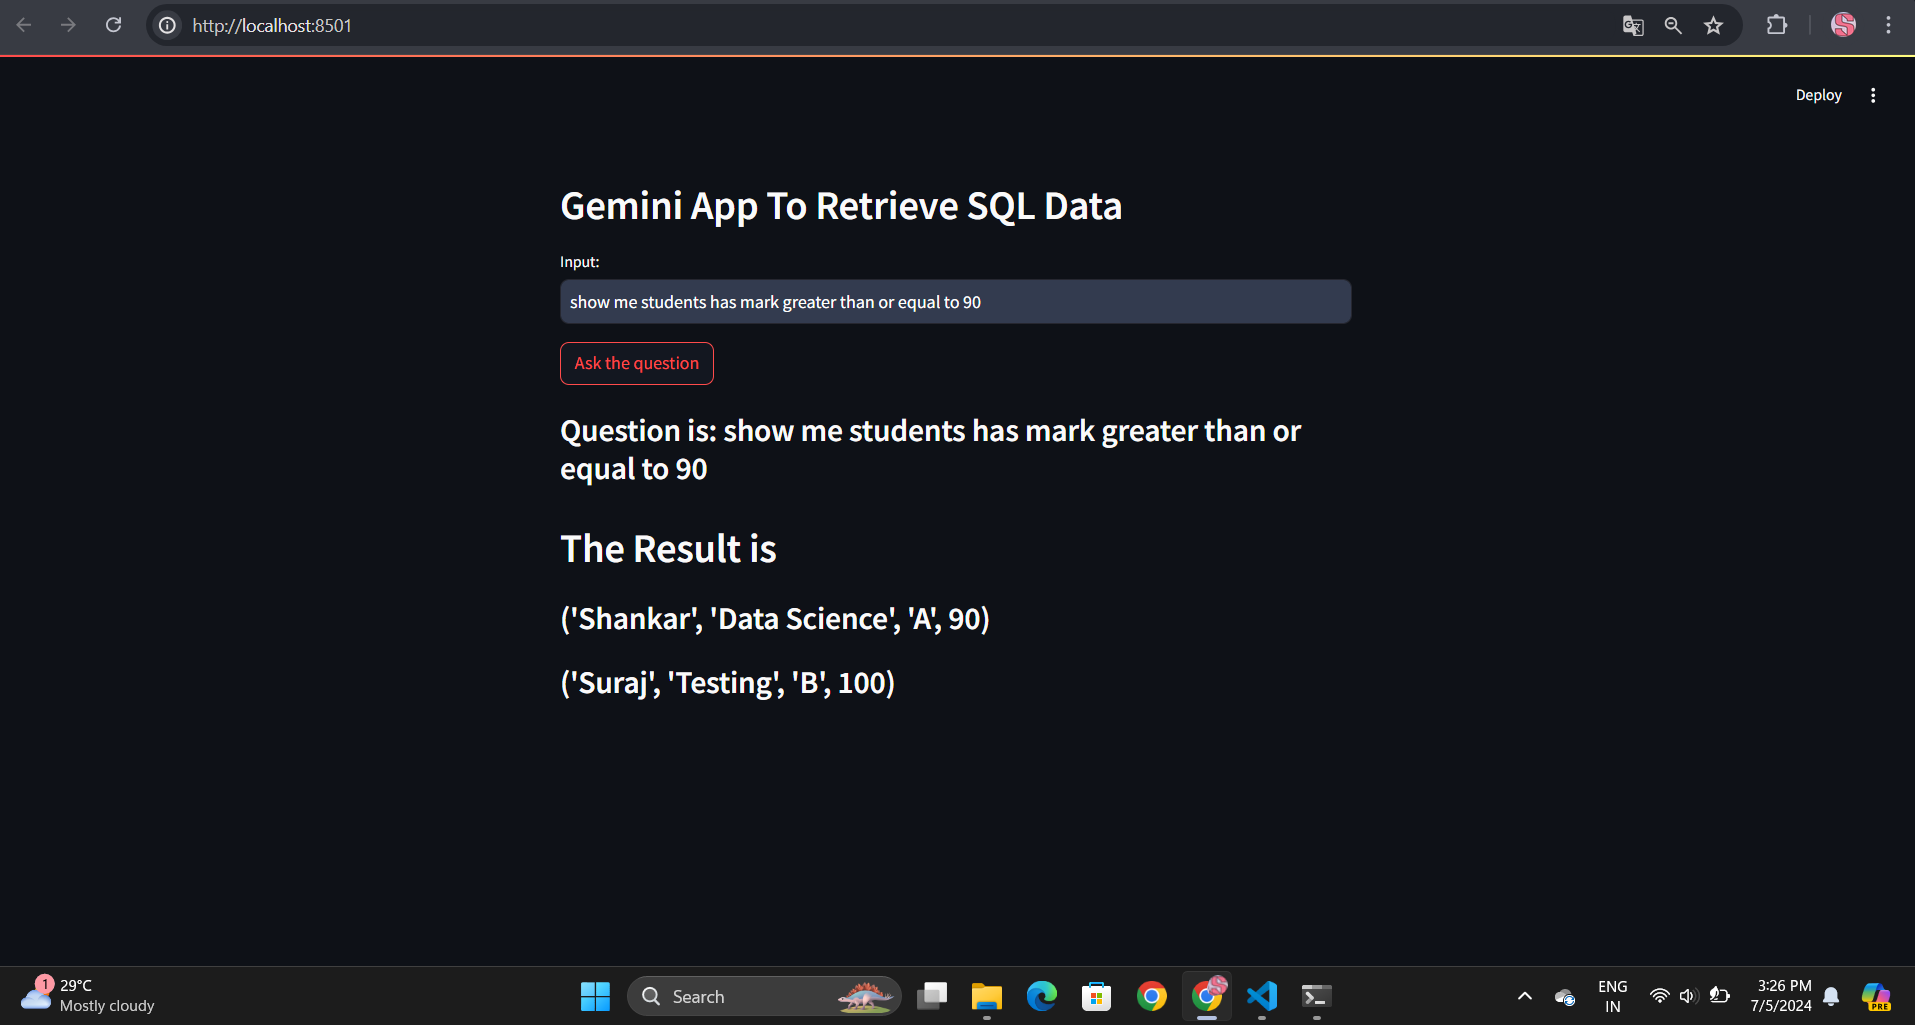 http://localhost:8501
Deploy
Gemini App To Retrieve SQL Data
Input:
show me students has mark greater than or equal to 90
Ask the question
Question is: show me students has mark greater than or
equal to 90
The Result is
('Shankar', 'Data Science', 'A', 90)
('Suraj', 'Testing', 'B', 100)
1
29°C
Mostly cloudy
Search
ENG
IN
3:26 PM
7/5/2024
PRE